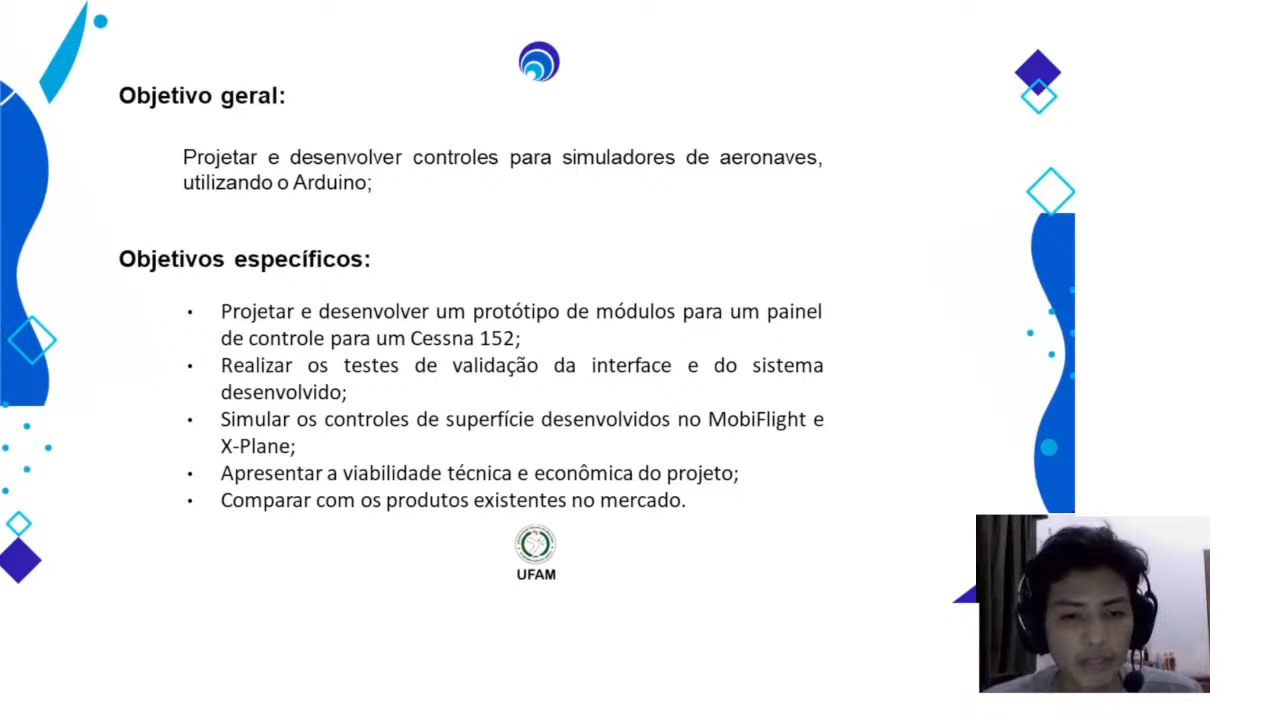 Objetivo geral:
Projetar e desenvolver controles para simuladores de aeronaves,
utilizando o Arduino;
Objetivos específicos:
• Projetar e desenvolver um protótipo de módulos para um painel
de controle para um Cessna 152;
• Realizar os testes de validação da interface e do sistema
desenvolvido;
• Simular os controles de superfície desenvolvidos no MobiFlight e
X-Plane;
• Apresentar a viabilidade técnica e econômica do projeto;
• Comparar com os produtos existentes no mercado.
UFAM